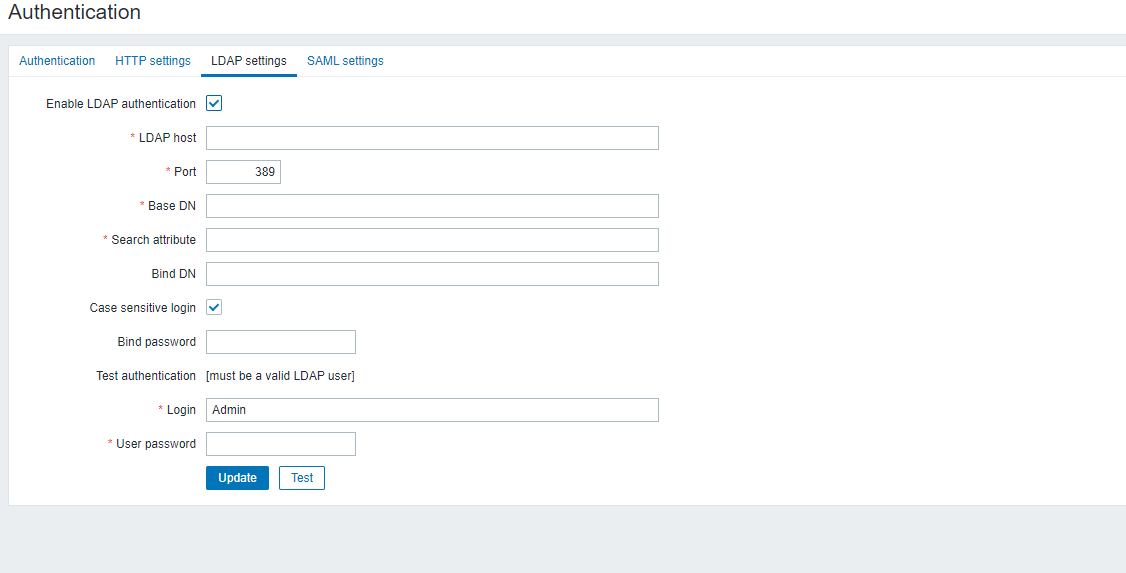 Authentication
Authentication HTTP settings LDAP settings SAML settings
Enable LDAP authentication
* LDAP host
* Port 389
* Base DN
* Search attribute
Bind DN
Case sensitive login
Bind password
Test authentication [must be a valid LDAP user]
* Login Admin
* User password
Update Test